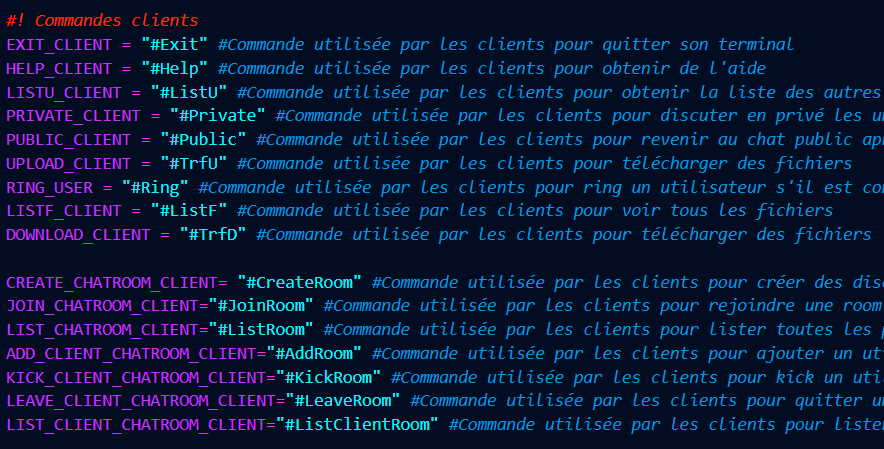 #! Commandes clients
EXIT_CLIENT = "#Exit" #Commande utilisée par les clients pour quitter son terminal
HELP_CLIENT = "#Help" #Commande utilisée par les clients pour obtenir de l'aide
LISTU_CLIENT = "#ListU" #Commande utilisée par les clients pour obtenir la liste des autres
PRIVATE_CLIENT = "#Private" #Commande utilisée par les clients pour discuter en privé les
PUBLIC_CLIENT = "#Public" #Commande utilisée par les clients pour revenir au chat public
UPLOAD_CLIENT = "#TrfU" #Commande utilisée par les clients pour télécharger des fichiers
RING_USER = "#Ring" #Commande utilisée par les clients pour ring un utilisateur s'il est
LISTF_CLIENT = "#ListF" #Commande utilisée par les clients pour voir tous les fichiers
DOWNLOAD_CLIENT = "#TrfD" #Commande utilisée par les clients pour télécharger des fichiers
CREATE_CHATROOM_CLIENT= "#CreateRoom" #Commande utilisée par les clients pour créer des
JOIN_CHATROOM_CLIENT="#JoinRoom" #Commande utilisée par les clients pour rejoindre une room
LIST_CHATROOM_CLIENT="#ListRoom" #Commande utilisée par les clients pour lister toutes les
ADD_CLIENT_CHATROOM_CLIENT="#AddRoom" #Commande utilisée par les clients pour ajouter un
KICK_CLIENT_CHATROOM_CLIENT="#KickRoom" #Commande utilisée par les clients pour kick un
LEAVE_CLIENT_CHATROOM_CLIENT="#LeaveRoom" #Commande utilisée par les clients pour quitter
LIST_CLIENT_CHATROOM_CLIENT="#ListClientRoom" #Commande utilisée par les clients pour